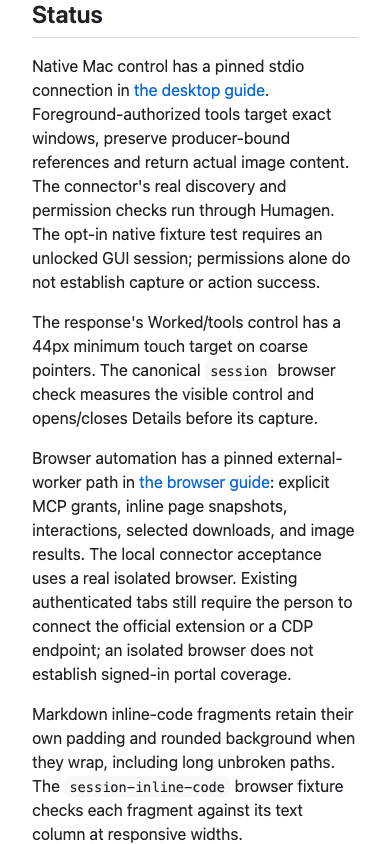 Status
Native Mac control has a pinned stdio
connection in the desktop guide.
Foreground-authorized tools target exact
windows, preserve producer-bound
references and return actual image content.
The connector's real discovery and
permission checks run through Humagen.
The opt-in native fixture test requires an
unlocked GUI session; permissions alone do
not establish capture or action success.
The response's Worked/tools control has a
44px minimum touch target on coarse
pointers. The canonical session browser
check measures the visible control and
opens/closes Details before its capture.
Browser automation has a pinned external-
worker path in the browser guide: explicit
MCP grants, inline page snapshots,
interactions, selected downloads, and image
results. The local connector acceptance
uses a real isolated browser. Existing
authenticated tabs still require the person to
connect the official extension or a CDP
endpoint; an isolated browser does not
establish signed-in portal coverage.
Markdown inline-code fragments retain their
own padding and rounded background when
they wrap, including long unbroken paths.
The session-inline-code browser fixture
checks each fragment against its text
column at responsive widths.